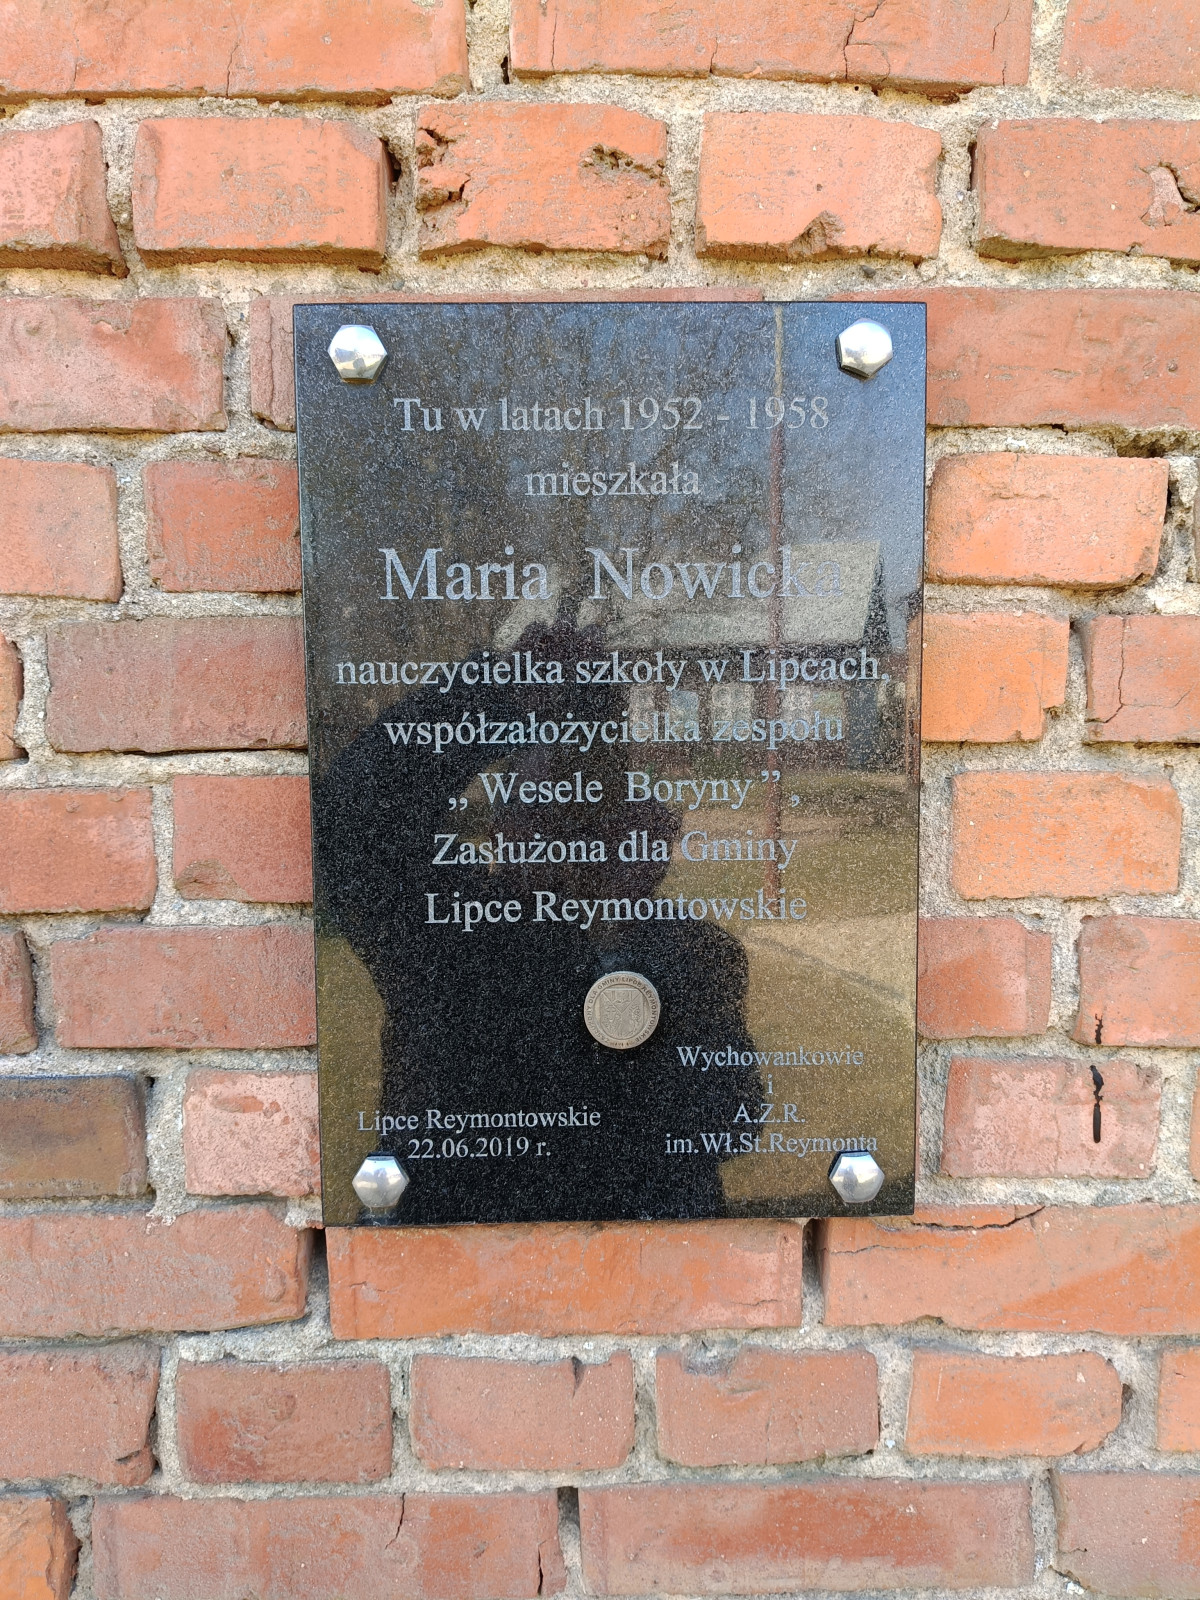 Tu w latach 1952 - 1958
mieszkała
Maria Nowicka
nauczycielka szkoły w Lipcach,
współzałożycielka zespołu
„ Wesele Boryny” ,
Zasłużona dla Gminy
Lipce Reymontowskie
Wychowankowie
i
A.Z.R.
im.Wł.St.Reymonta
Lipce Reymontowskie
22.06.2019 r.